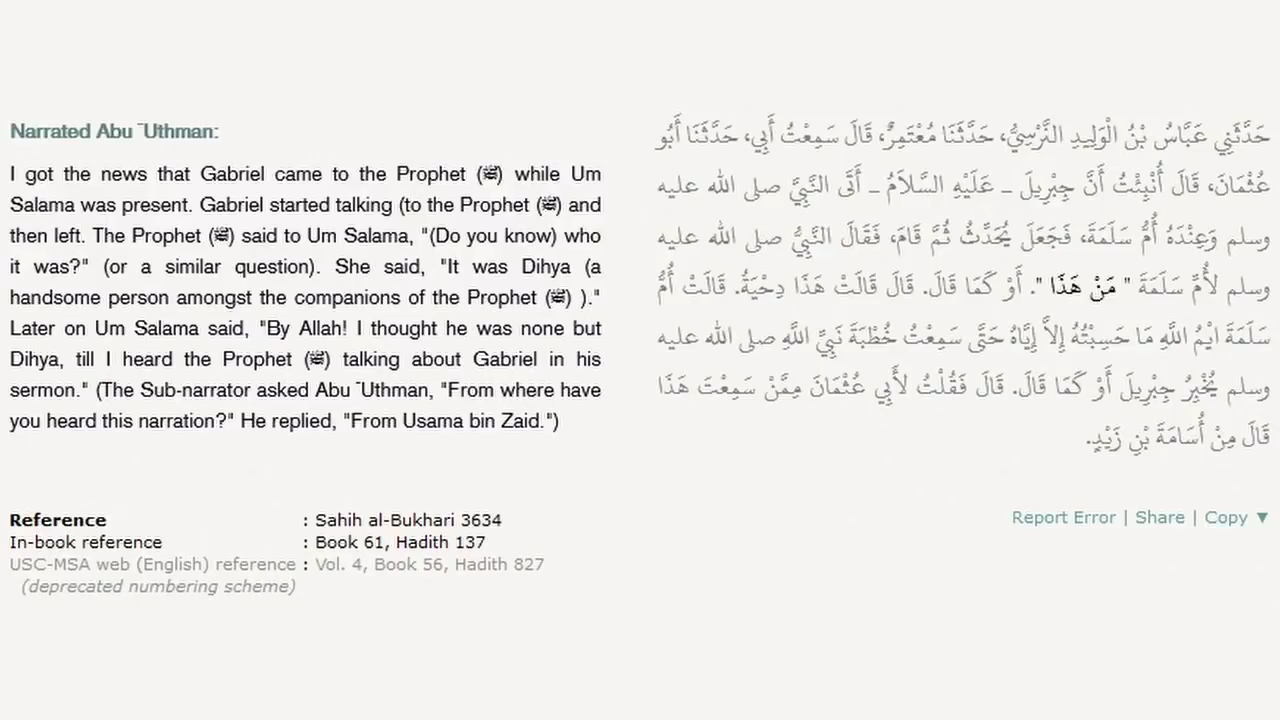 Narrated Abu ¯Uthman:
I got the news that Gabriel came to the Prophet (ﷺ) while Um
Salama was present. Gabriel started talking (to the Prophet (ﷺ) and
then left. The Prophet (ﷺ) said to Um Salama, "(Do you know) who
it was?" (or a similar question). She said, "It was Dihya (a
handsome person amongst the companions of the Prophet (ﷺ) )."
Later on Um Salama said, "By Allah! I thought he was none but
Dihya, till I heard the Prophet (ﷺ) talking about Gabriel in his
sermon." (The Sub-narrator asked Abu ¯Uthman, "From where have
you heard this narration?" He replied, "From Usama bin Zaid.")
حَدَّثَنِي عَبَّاسُ بْنُ الْوَلِيدِ النَّرْسِيُّ، حَدَّثَنَا مُعْتَمِرٌ، قَالَ سَمِعْتُ أَبِي، حَدَّثَنَا أَبُو
عُثْمَانَ، قَالَ أُنْبِئْتُ أَنَّ جِبْرِيلَ ـ عَلَيْهِ السَّلاَمُ ـ أَتَى النَّبِيَّ صلى الله عليه
وسلم وَعِنْدَهُ أُمُّ سَلَمَةَ، فَجَعَلَ يُحَدِّثُ ثُمَّ قَامَ، فَقَالَ النَّبِيُّ صلى الله عليه
وسلم لأُمِّ سَلَمَةَ " مَنْ هَذَا ". أَوْ كَمَا قَالَ. قَالَ قَالَتْ هَذَا دِحْيَةُ. قَالَتْ أُمُّ
سَلَمَةَ ايْمُ اللَّهِ مَا حَسِبْتُهُ إِلاَّ إِيَّاهُ حَتَّى سَمِعْتُ خُطْبَةَ نَبِيِّ اللَّهِ صلى الله عليه
وسلم يُخْبِرُ جِبْرِيلَ أَوْ كَمَا قَالَ. قَالَ فَقُلْتُ لأَبِي عُثْمَانَ مِمَّنْ سَمِعْتَ هَذَا
قَالَ مِنْ أُسَامَةَ بْنِ زَيْدٍ.
Reference : Sahih al-Bukhari 3634
In-book reference : Book 61, Hadith 137
USC-MSA web (English) reference : Vol. 4, Book 56, Hadith 827
(deprecated numbering scheme)
Report Error | Share | Copy ▼